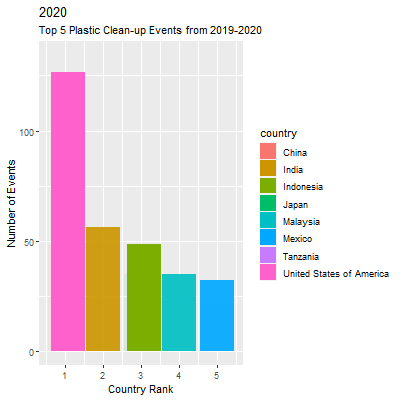 2020
Top 5 Plastic Clean-up Events from 2019-2020
Number of Events
100
50
0
1 2 3 4 5
Country Rank
country
China
India
Indonesia
Japan
Malaysia
Mexico
Tanzania
United States of America